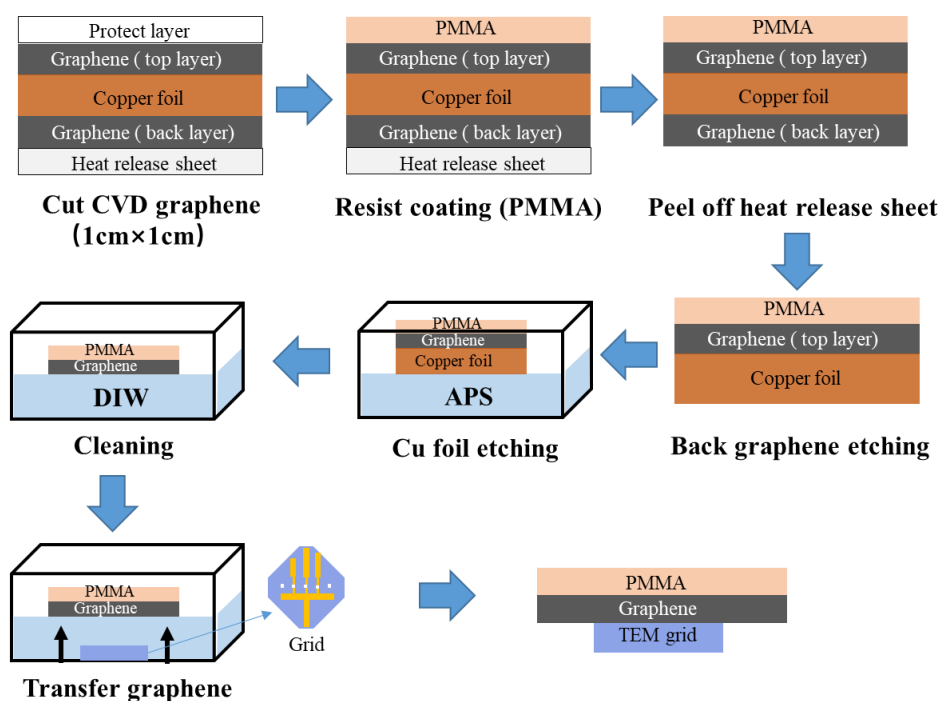 Protect layer
Graphene ( top layer)
Copper foil
Graphene ( back layer)
Heat release sheet
Cut CVD graphene
(1cm×1cm)
PMMA
Graphene ( top layer)
Copper foil
Graphene ( back layer)
Heat release sheet
Resist coating (PMMA)
PMMA
Graphene ( top layer)
Copper foil
Graphene ( back layer)
Peel off heat release sheet
PMMA
Graphene ( top layer)
Copper foil
Back graphene etching
PMMA
Graphene
Copper foil
APS
Cu foil etching
PMMA
Graphene
DIW
Cleaning
PMMA
Graphene
Transfer graphene
Grid
PMMA
Graphene
TEM grid